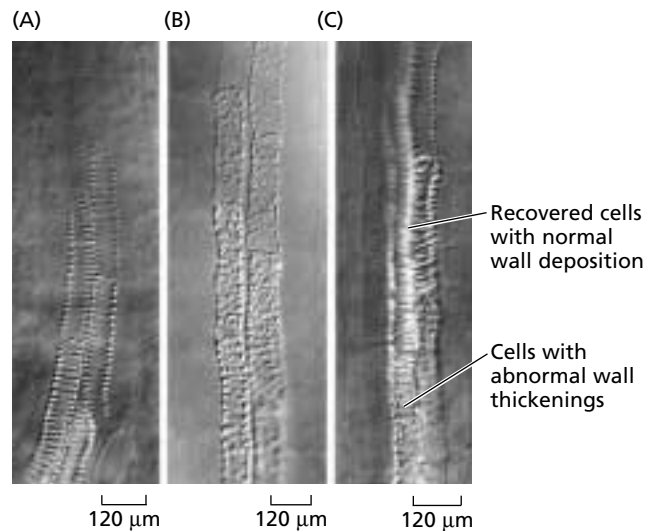 (A) (B) (C)
Recovered cells
with normal
wall deposition
Cells with
abnormal wall
thickenings
120 μm 120 μm 120 μm